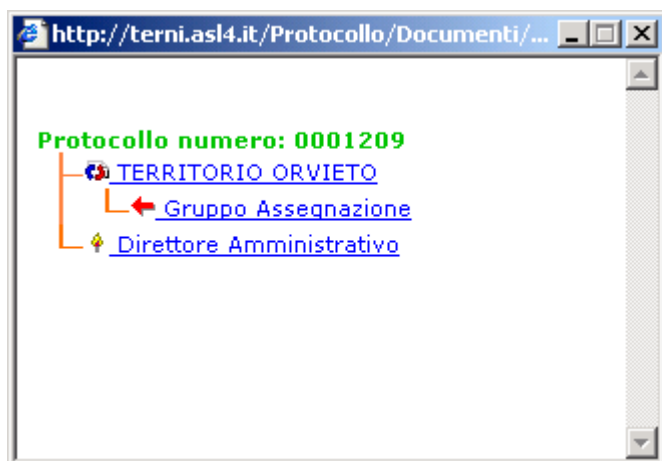 http://terni.asl4.it/Protocollo/Documenti/...
Protocollo numero: 0001209
TERRITORIO ORVIETO
Gruppo Assegnazione
Direttore Amministrativo